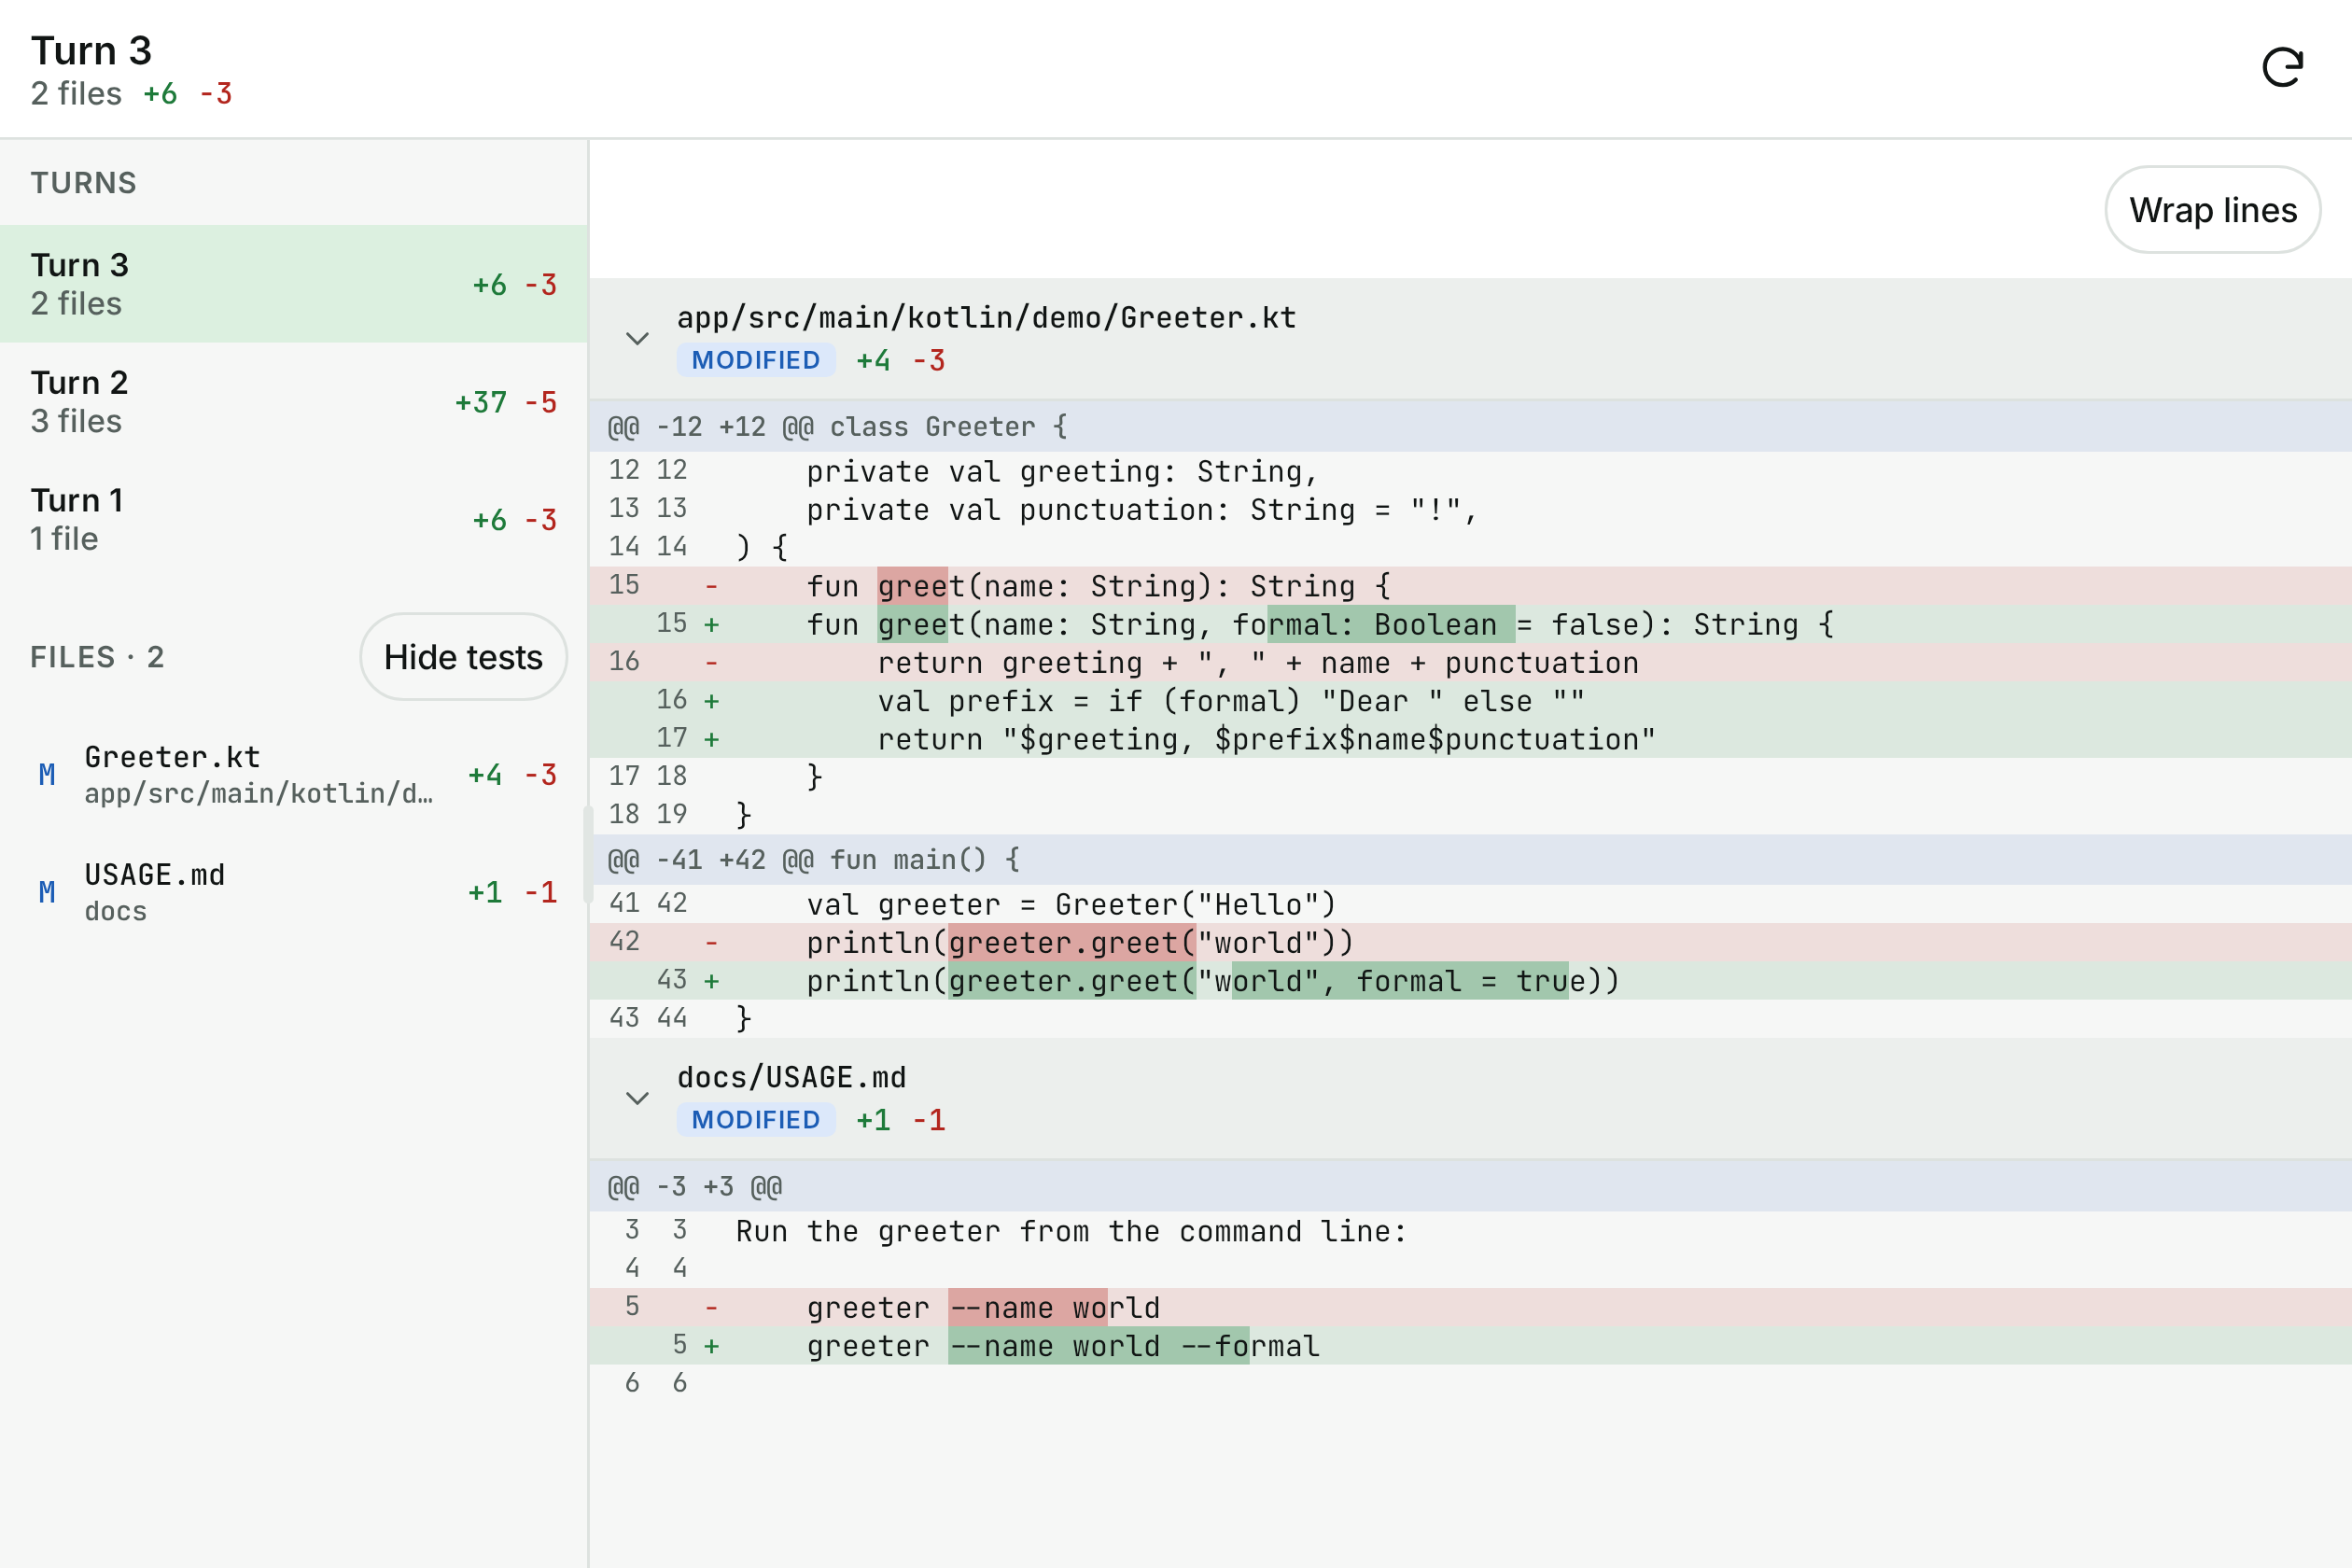 Turn 3
2 files +6 -3
TURNS
Turn 3
2 files
+6 -3
Turn 2
3 files
+37 -5
Turn 1
1 file
+6 -3
FILES · 2
Hide tests
M Greeter.kt
app/src/main/kotlin/d…
+4 -3
M USAGE.md
docs
+1 -1
Wrap lines
app/src/main/kotlin/demo/Greeter.kt
MODIFIED +4 -3
@@ -12 +12 @@ class Greeter {
12 12     private val greeting: String,
13 13     private val punctuation: String = "!",
14 14 ) {
15 -     fun greet(name: String): String {
15 +     fun greet(name: String, formal: Boolean = false): String {
16 -         return greeting + ", " + name + punctuation
16 +         val prefix = if (formal) "Dear " else ""
17 +         return "$greeting, $prefix$name$punctuation"
17 18     }
18 19 }
@@ -41 +42 @@ fun main() {
41 42     val greeter = Greeter("Hello")
42 -     println(greeter.greet("world"))
43 +     println(greeter.greet("world", formal = true))
43 44 }
docs/USAGE.md
MODIFIED +1 -1
@@ -3 +3 @@
3 3 Run the greeter from the command line:
4 4
5 -     greeter --name world
5 +     greeter --name world --formal
6 6